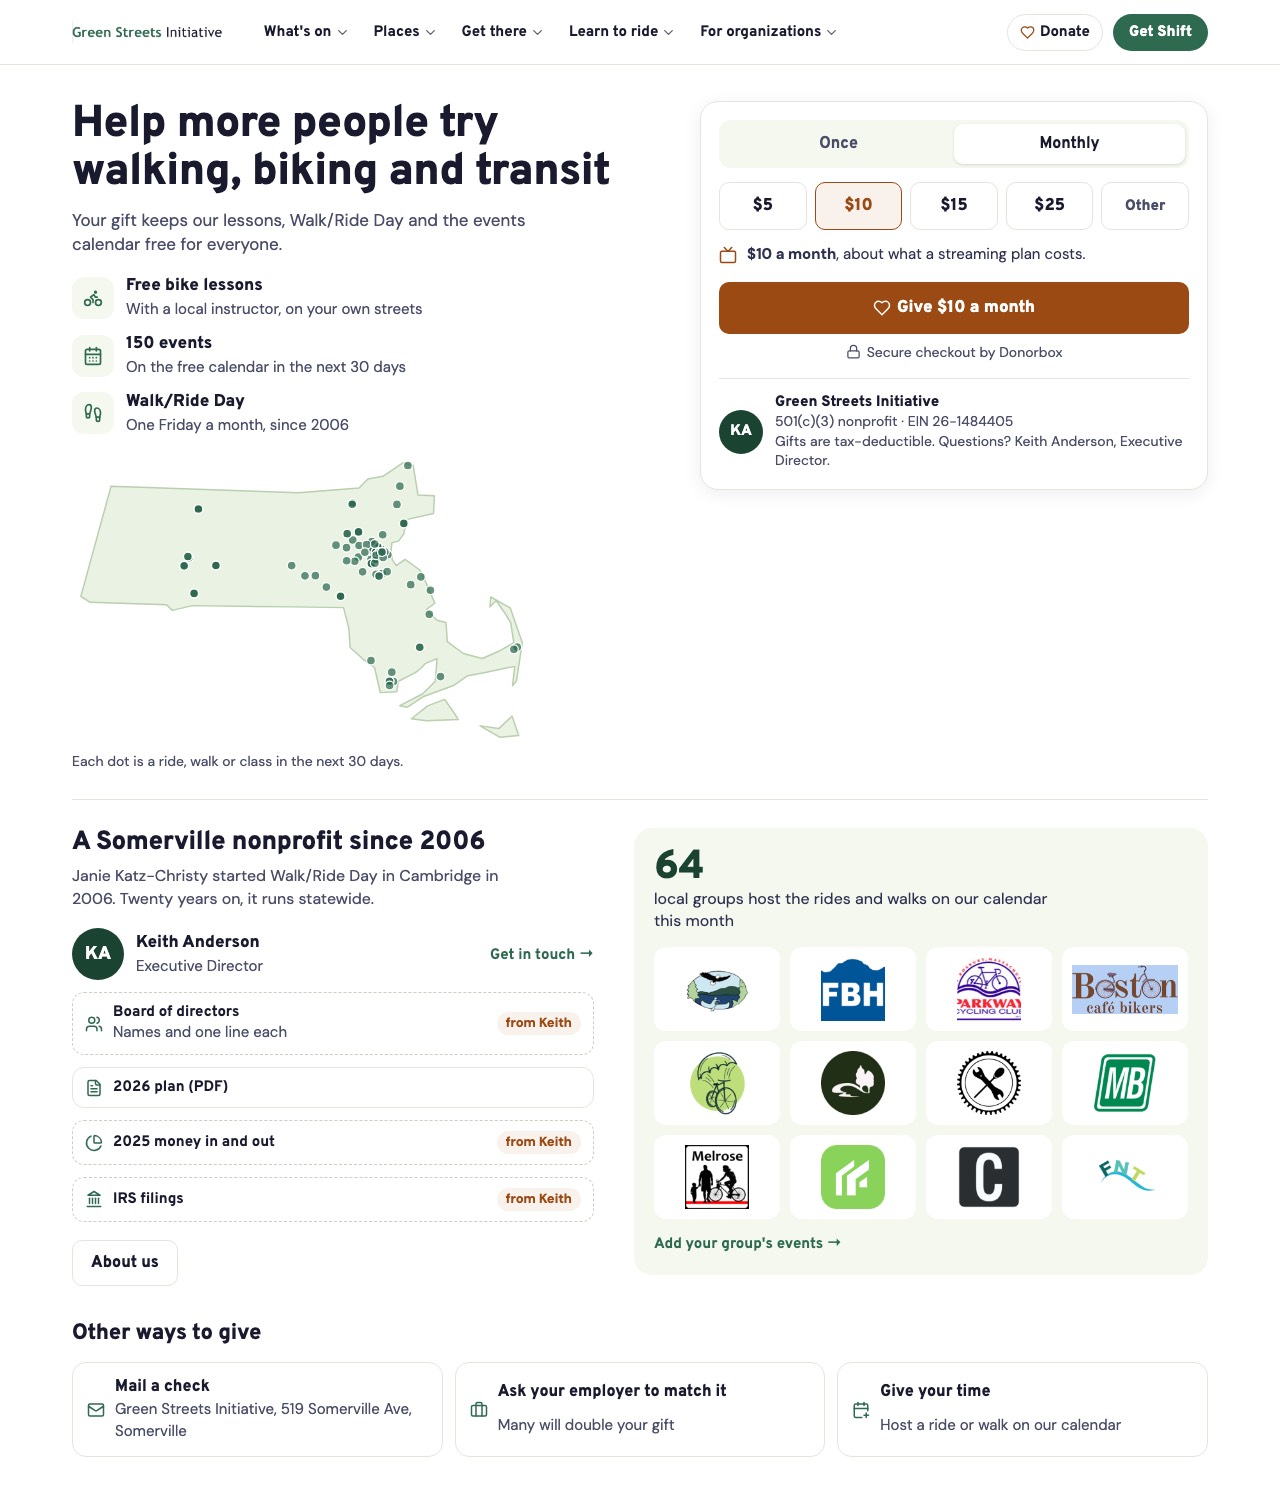 Green Streets Initiative
What's on
Places
Get there
Learn to ride
For organizations
Donate
Get Shift
Help more people try
walking, biking and transit
Your gift keeps our lessons, Walk/Ride Day and the events
calendar free for everyone.
Free bike lessons
With a local instructor, on your own streets
150 events
On the free calendar in the next 30 days
Walk/Ride Day
One Friday a month, since 2006
Each dot is a ride, walk or class in the next 30 days.
Once
Monthly
$5
$10
$15
$25
Other
$10 a month, about what a streaming plan costs.
Give $10 a month
Secure checkout by Donorbox
KA
Green Streets Initiative
501(c)(3) nonprofit · EIN 26-1484405
Gifts are tax-deductible. Questions? Keith Anderson, Executive
Director.
A Somerville nonprofit since 2006
Janie Katz-Christy started Walk/Ride Day in Cambridge in
2006. Twenty years on, it runs statewide.
KA
Keith Anderson
Executive Director
Get in touch →
Board of directors
Names and one line each
from Keith
2026 plan (PDF)
2025 money in and out
from Keith
IRS filings
from Keith
About us
64
local groups host the rides and walks on our calendar
this month
FBH
PARKWAY
CYCLING CLUB
Boston
café bikers
MB
Melrose
C
FNT
Add your group's events →
Other ways to give
Mail a check
Green Streets Initiative, 519 Somerville Ave,
Somerville
Ask your employer to match it
Many will double your gift
Give your time
Host a ride or walk on our calendar